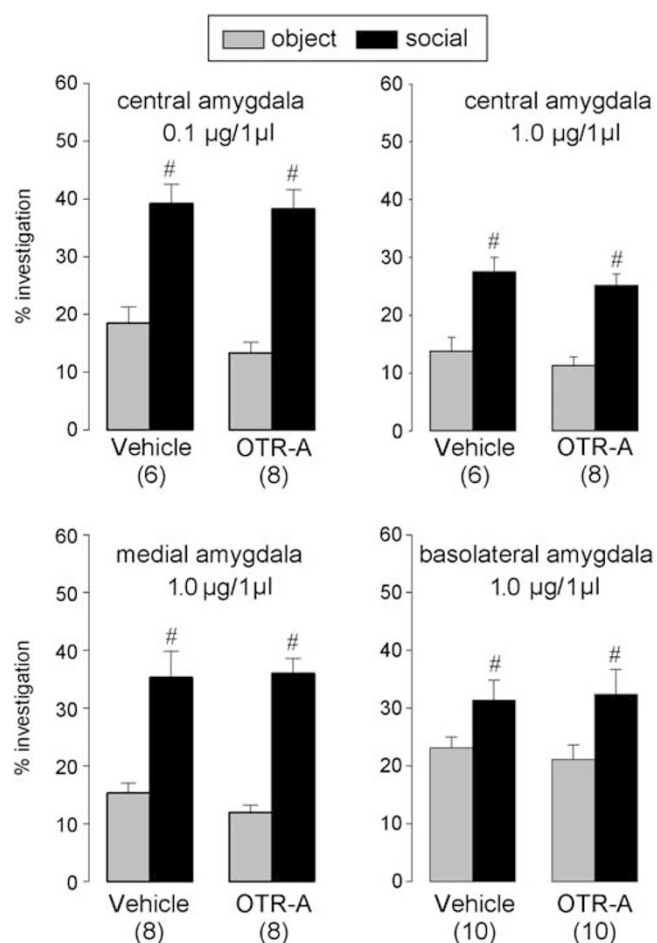 object social
central amygdala
0.1 µg/1µl
% investigation
60
50
40
30
20
10
0
#
#
Vehicle OTR-A
(6) (8)
central amygdala
1.0 µg/1µl
60
50
40
30
20
10
0
#
#
Vehicle OTR-A
(6) (8)
medial amygdala
1.0 µg/1µl
% investigation
60
50
40
30
20
10
0
#
#
Vehicle OTR-A
(8) (8)
basolateral amygdala
1.0 µg/1µl
60
50
40
30
20
10
0
#
#
Vehicle OTR-A
(10) (10)